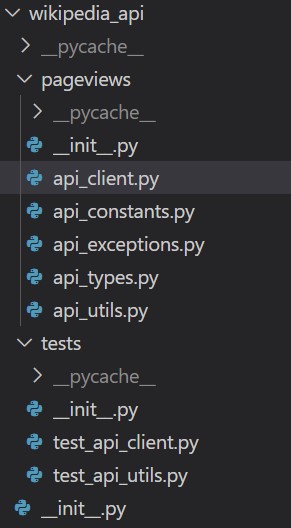 wikipedia_api
__pycache__
pageviews
__pycache__
__init__.py
api_client.py
api_constants.py
api_exceptions.py
api_types.py
api_utils.py
tests
__pycache__
__init__.py
test_api_client.py
test_api_utils.py
__init__.py